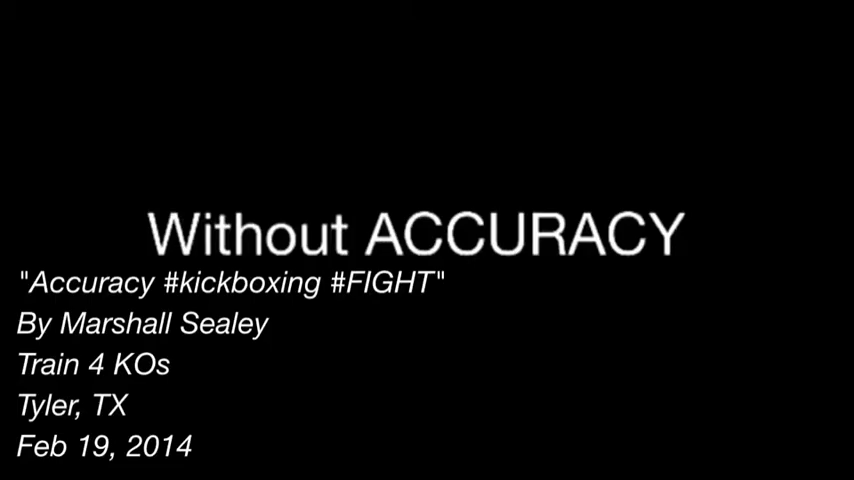 Without ACCURACY
"Accuracy #kickboxing #FIGHT"
By Marshall Sealey
Train 4 KOs
Tyler, TX
Feb 19, 2014